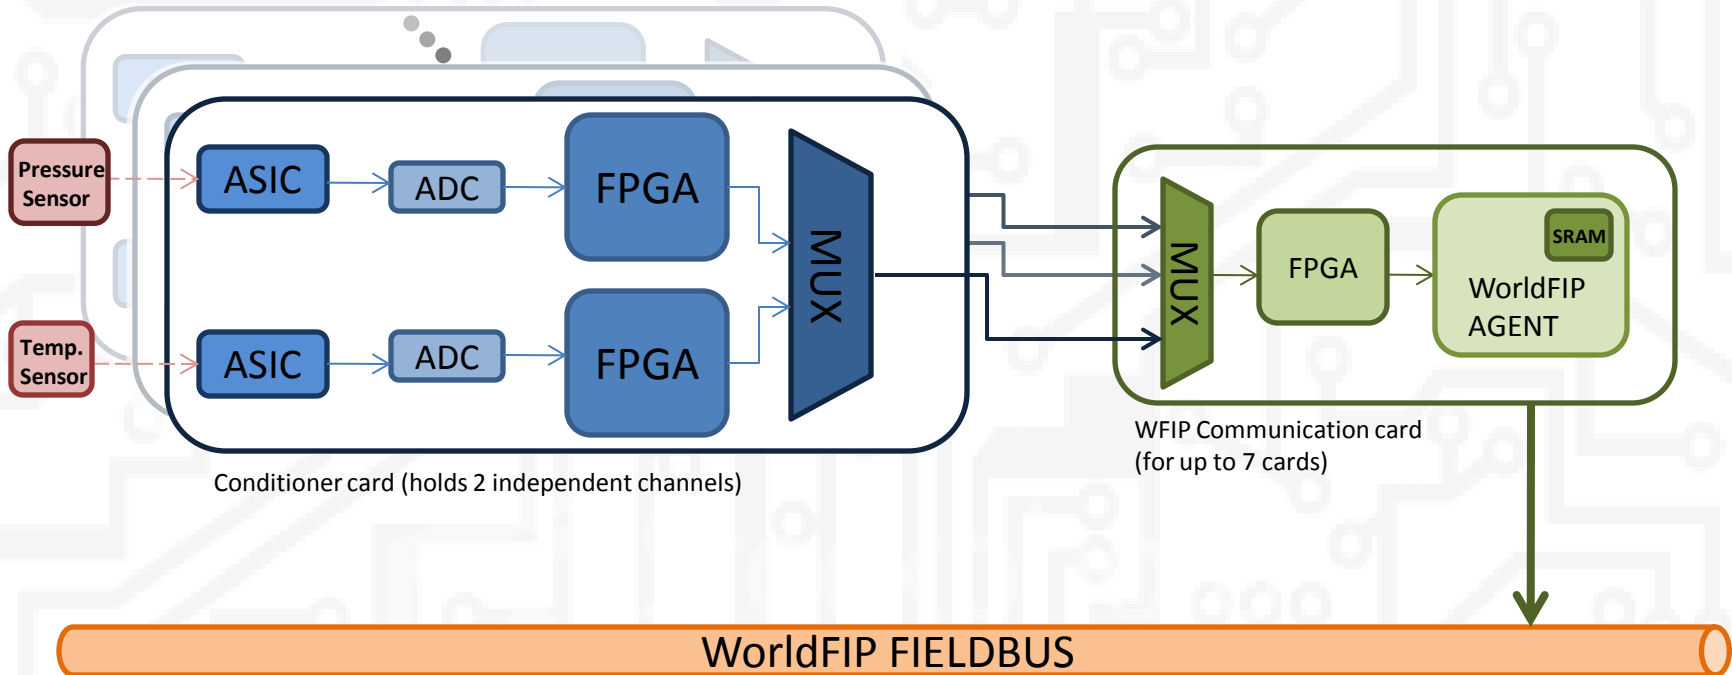 Pressure
Sensor
ASIC
ADC
FPGA
MUX
Temp.
Sensor
ASIC
ADC
FPGA
Conditioner card (holds 2 independent channels)
MUX
FPGA
SRAM
WorldFIP
AGENT
WFIP Communication card
(for up to 7 cards)
WorldFIP FIELDBUS